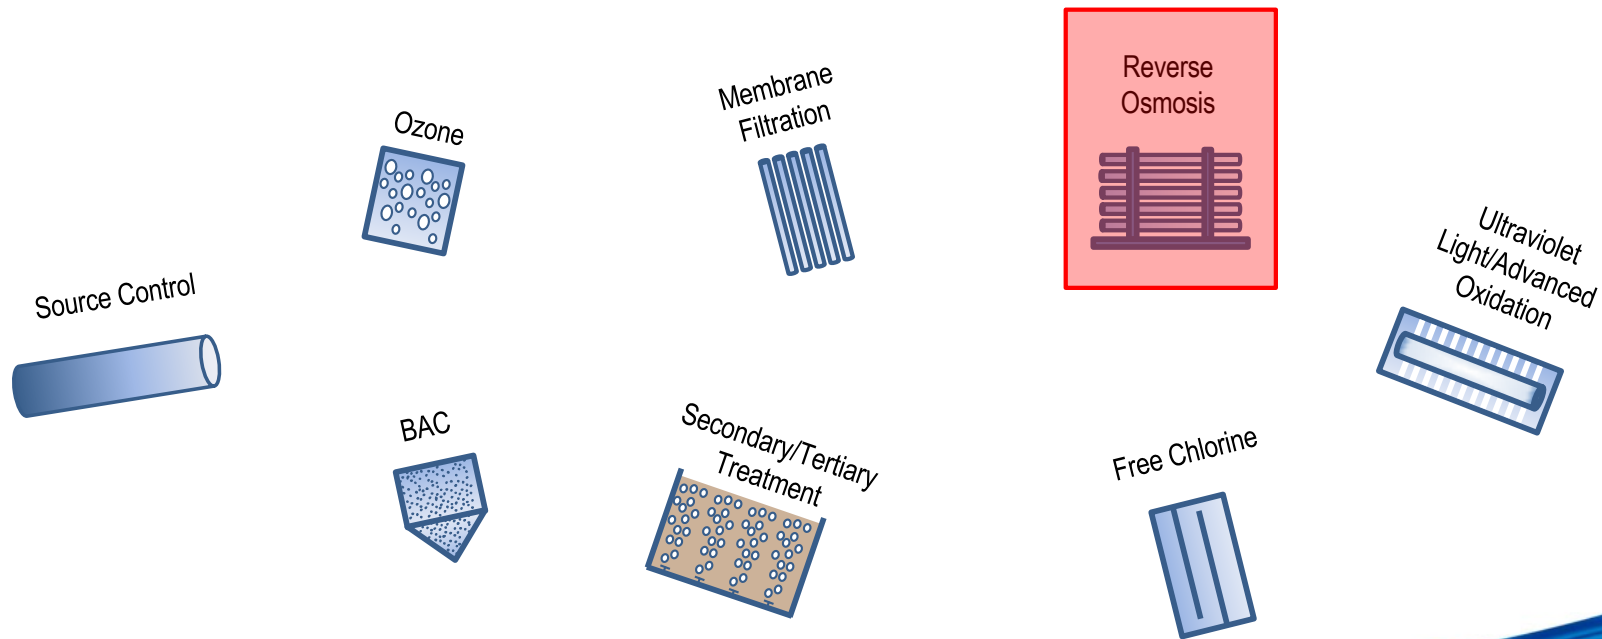 Reverse
Osmosis
Membrane
Filtration
Ozone
Ultraviolet
Light/Advanced
Oxidation
Source Control
BAC
Secondary/Tertiary
Treatment
Free Chlorine